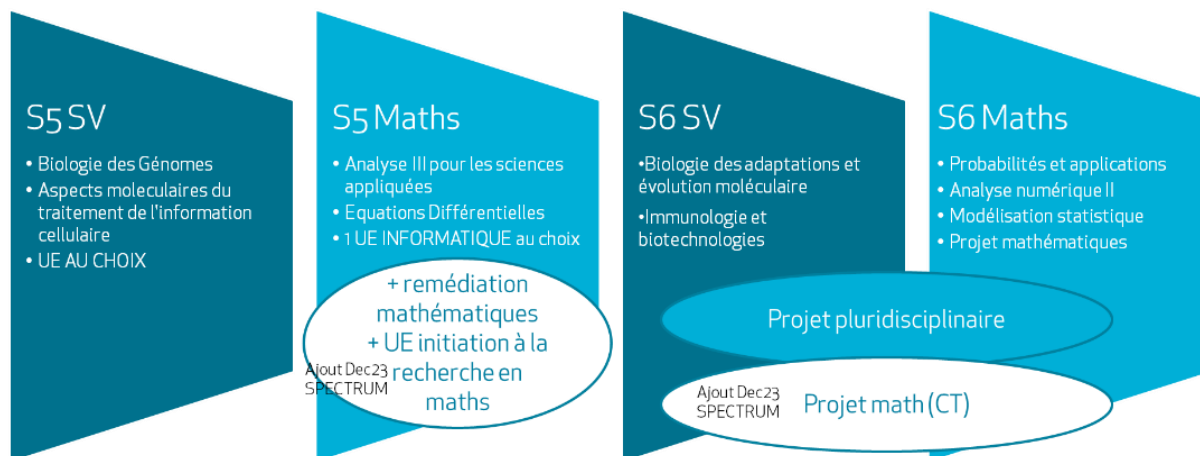 S5 SV
• Biologie des Génomes
• Aspects moleculaires du
traitement de l'information
cellulaire
• UE AU CHOIX
S5 Maths
• Analyse III pour les sciences
appliquées
• Equations Différentielles
• 1 UE INFORMATIQUE au choix
+ remédiation
mathématiques
+ UE initiation à la
recherche en
maths
Ajout Dec23
SPECTRUM
S6 SV
•Biologie des adaptations et
évolution moléculaire
•Immunologie et
biotechnologies
S6 Maths
• Probabilités et applications
• Analyse numérique II
• Modélisation statistique
• Projet mathématiques
Projet pluridisciplinaire
Ajout Dec23
SPECTRUM
Projet math (CT)